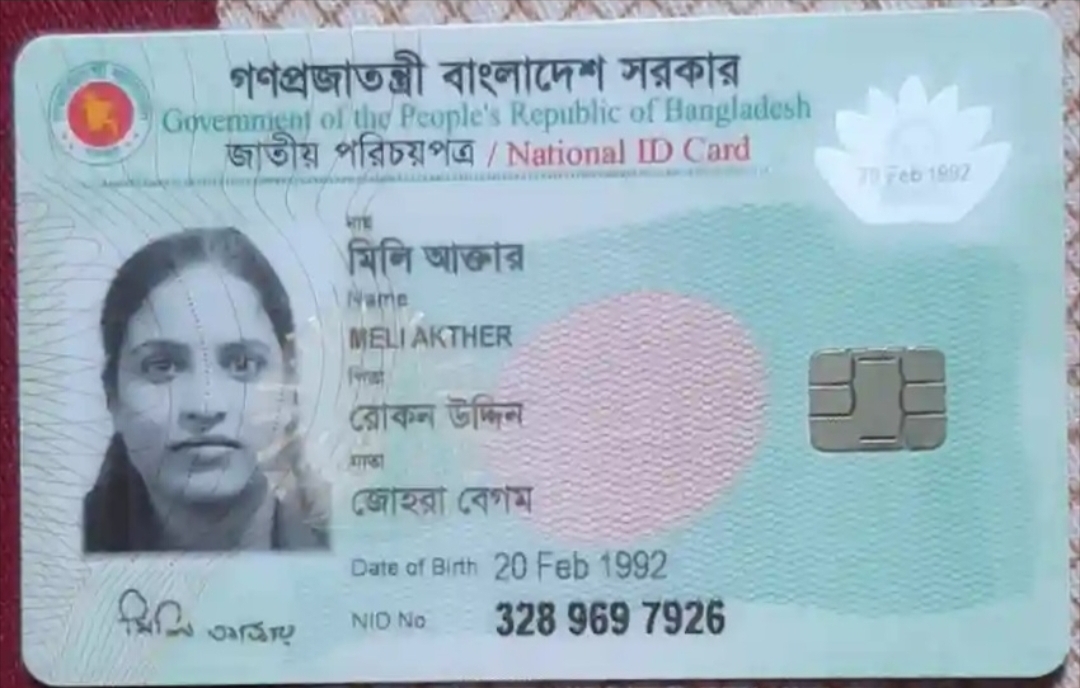 গণপ্রজাতন্ত্রী বাংলাদেশ সরকার
Government of the People's Republic of Bangladesh
জাতীয় পরিচয়পত্র / National ID Card
20 Feb 1992
নাম
মিলি আক্তার
Name
MELI AKTHER
পিতা
রোকন উদ্দিন
মাতা
জোহরা বেগম
Date of Birth 20 Feb 1992
মিলি আক্তার
NID No 328 969 7926